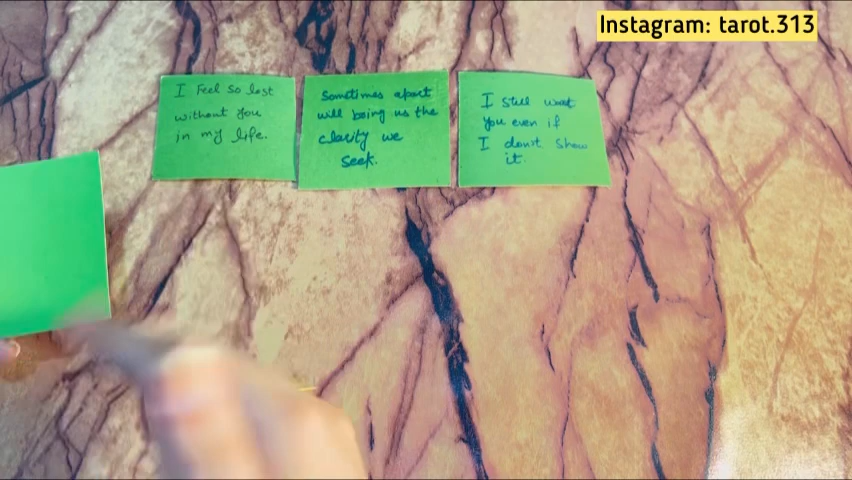 Instagram: tarot.313
I Feel so lost
without you
in my life.
Sometimes apart
will bring us the
clarity we
seek.
I still want
you even if
I don't show
it.